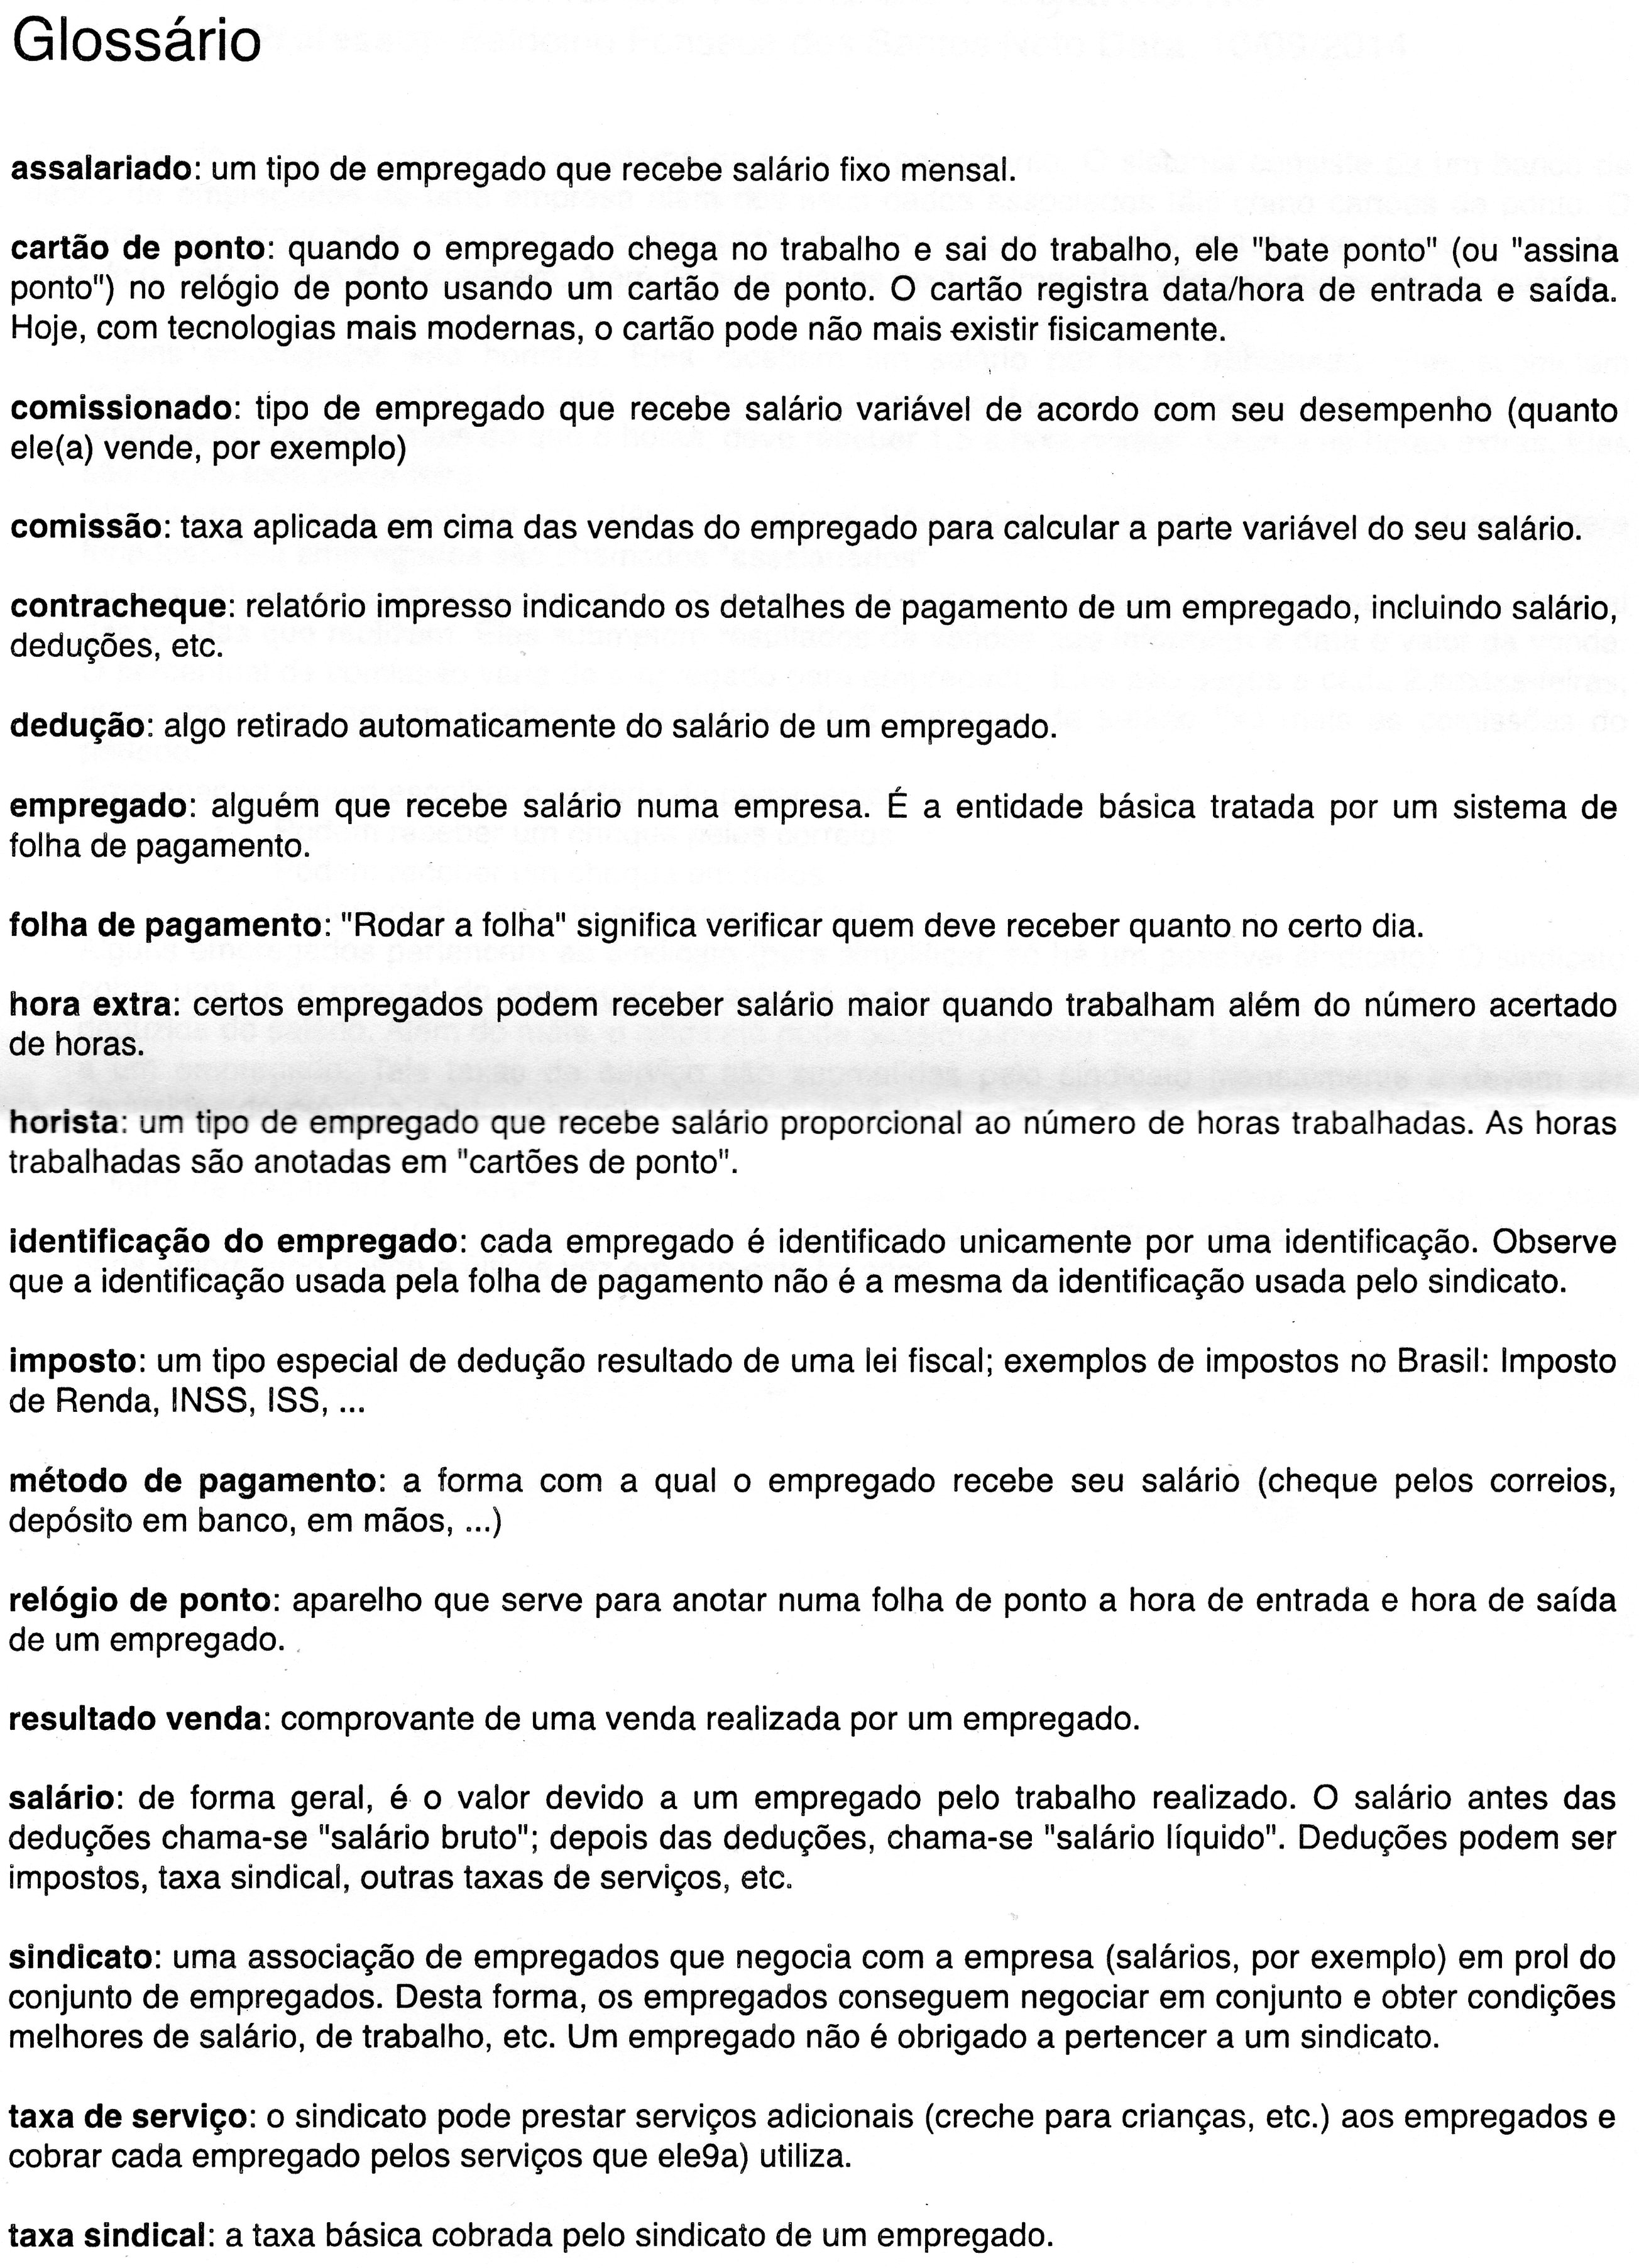 Glossário
assalariado: um tipo de empregado que recebe salário fixo mensal.
cartão de ponto: quando o empregado chega no trabalho e sai do trabalho, ele "bate ponto" (ou "assina
ponto") no relógio de ponto usando um cartão de ponto. O cartão registra data/hora de entrada e saída.
Hoje, com tecnologias mais modernas, o cartão pode não mais existir fisicamente.
comissionado: tipo de empregado que recebe salário variável de acordo com seu desempenho (quanto
ele(a) vende, por exemplo)
comissão: taxa aplicada em cima das vendas do empregado para calcular a parte variável do seu salário.
contracheque: relatório impresso indicando os detalhes de pagamento de um empregado, incluindo salário,
deduções, etc.
dedução: algo retirado automaticamente do salário de um empregado.
empregado: alguém que recebe salário numa empresa. É a entidade básica tratada por um sistema de
folha de pagamento.
folha de pagamento: "Rodar a folha" significa verificar quem deve receber quanto no certo dia.
hora extra: certos empregados podem receber salário maior quando trabalham além do número acertado
de horas.
horista: um tipo de empregado que recebe salário proporcional ao número de horas trabalhadas. As horas
trabalhadas são anotadas em "cartões de ponto".
identificação do empregado: cada empregado é identificado unicamente por uma identificação. Observe
que a identificação usada pela folha de pagamento não é a mesma da identificação usada pelo sindicato.
imposto: um tipo especial de dedução resultado de uma lei fiscal; exemplos de impostos no Brasil: Imposto
de Renda, INSS, ISS, ...
método de pagamento: a forma com a qual o empregado recebe seu salário (cheque pelos correios,
depósito em banco, em mãos, ...)
relógio de ponto: aparelho que serve para anotar numa folha de ponto a hora de entrada e hora de saída
de um empregado.
resultado venda: comprovante de uma venda realizada por um empregado.
salário: de forma geral, é o valor devido a um empregado pelo trabalho realizado. O salário antes das
deduções chama-se "salário bruto"; depois das deduções, chama-se "salário líquido". Deduções podem ser
impostos, taxa sindical, outras taxas de serviços, etc.
sindicato: uma associação de empregados que negocia com a empresa (salários, por exemplo) em prol do
conjunto de empregados. Desta forma, os empregados conseguem negociar em conjunto e obter condições
melhores de salário, de trabalho, etc. Um empregado não é obrigado a pertencer a um sindicato.
taxa de serviço: o sindicato pode prestar serviços adicionais (creche para crianças, etc.) aos empregados e
cobrar cada empregado pelos serviços que ele9a) utiliza.
taxa sindical: a taxa básica cobrada pelo sindicato de um empregado.